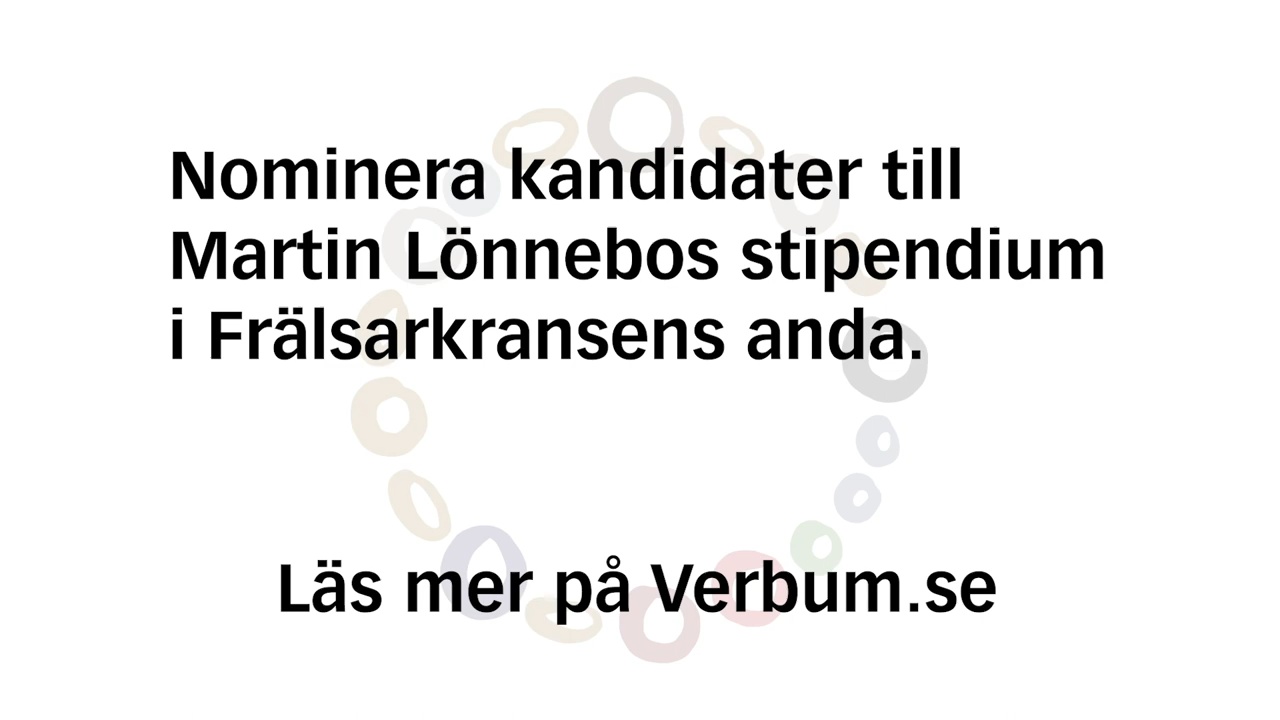 Nominera kandidater till
Martin Lönnebos stipendium
i Frälsarkransens anda.
Läs mer på Verbum.se